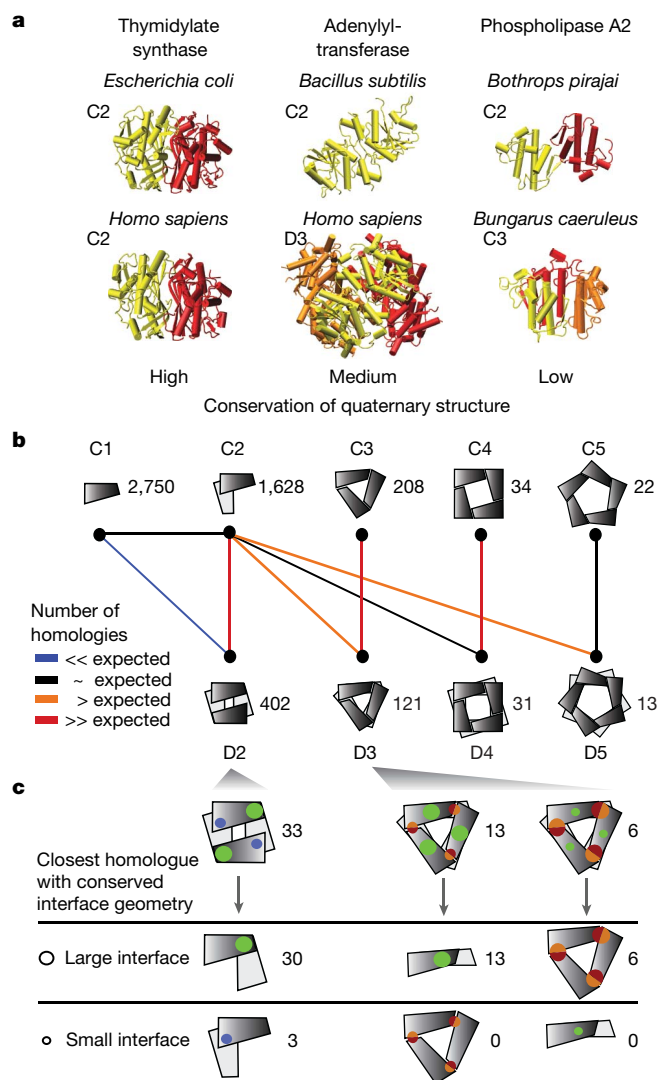 a
Thymidylate synthase
Adenylyl-transferase
Phospholipase A2
Escherichia coli
Bacillus subtilis
Bothrops pirajai
C2
C2
C2
Homo sapiens
Homo sapiens
Bungarus caeruleus
C2
D3
C3
High
Medium
Low
Conservation of quaternary structure
b
C1
C2
C3
C4
C5
2,750
1,628
208
34
22
Number of
homologies
<< expected
~ expected
> expected
>> expected
402
121
31
13
D2
D3
D4
D5
c
33
13
6
Closest homologue
with conserved
interface geometry
Large interface
30
13
6
Small interface
3
0
0